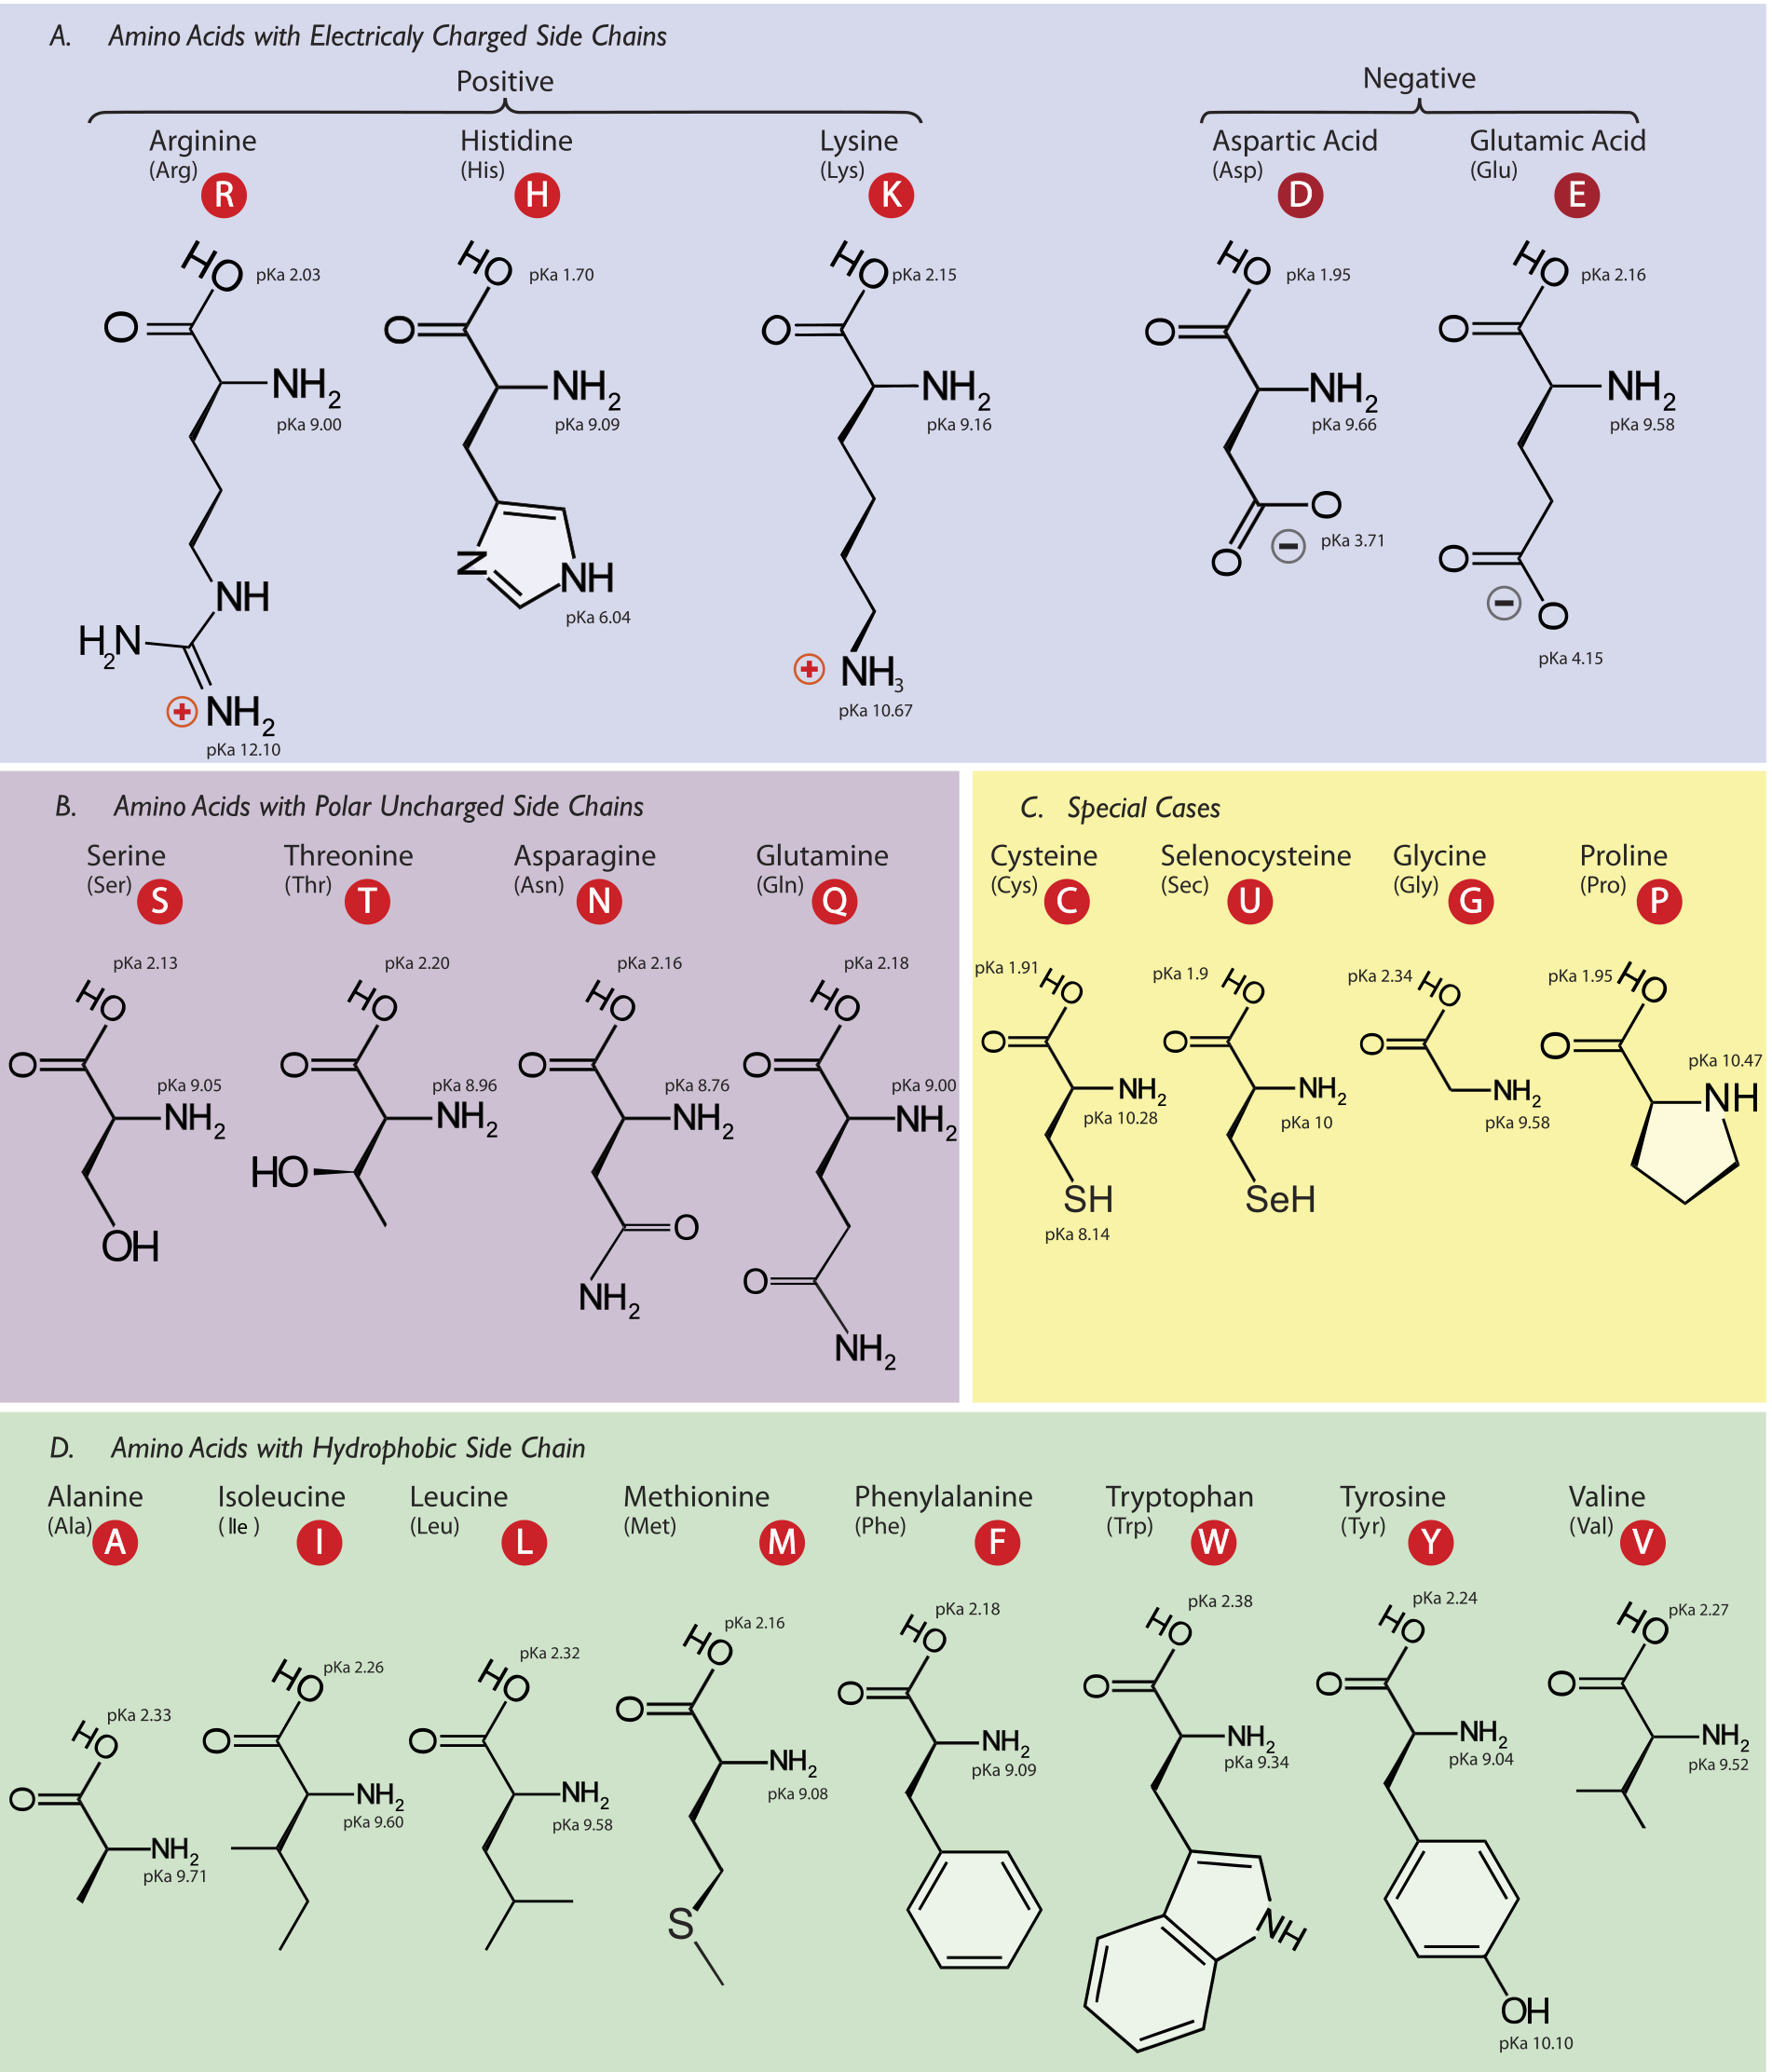 A. Amino Acids with Electricaly Charged Side Chains
Positive
Negative
Arginine
(Arg)
R
Histidine
(His)
H
Lysine
(Lys)
K
Aspartic Acid
(Asp)
D
Glutamic Acid
(Glu)
E
HO
pKa 2.03
O
NH2
pKa 9.00
NH
H2N
+
NH2
pKa 12.10
HO
pKa 1.70
O
NH2
pKa 9.09
N
NH
pKa 6.04
HO
pKa 2.15
O
NH2
pKa 9.16
+
NH3
pKa 10.67
HO
pKa 1.95
O
NH2
pKa 9.66
O
O
−
pKa 3.71
HO
pKa 2.16
O
NH2
pKa 9.58
O
−
O
pKa 4.15
B. Amino Acids with Polar Uncharged Side Chains
Serine
(Ser)
S
Threonine
(Thr)
T
Asparagine
(Asn)
N
Glutamine
(Gln)
Q
pKa 2.13
HO
O
pKa 9.05
NH2
OH
pKa 2.20
HO
O
pKa 8.96
NH2
HO
pKa 2.16
HO
O
pKa 8.76
NH2
O
NH2
pKa 2.18
HO
O
pKa 9.00
NH2
O
NH2
C. Special Cases
Cysteine
(Cys)
C
Selenocysteine
(Sec)
U
Glycine
(Gly)
G
Proline
(Pro)
P
pKa 1.91
HO
O
NH2
pKa 10.28
SH
pKa 8.14
pKa 1.9
HO
O
NH2
pKa 10
SeH
pKa 2.34
HO
O
NH2
pKa 9.58
pKa 1.95
HO
O
pKa 10.47
NH
D. Amino Acids with Hydrophobic Side Chain
Alanine
(Ala)
A
Isoleucine
(Ile )
I
Leucine
(Leu)
L
Methionine
(Met)
M
Phenylalanine
(Phe)
F
Tryptophan
(Trp)
W
Tyrosine
(Tyr)
Y
Valine
(Val)
V
pKa 2.33
HO
O
NH2
pKa 9.71
pKa 2.26
HO
O
NH2
pKa 9.60
pKa 2.32
HO
O
NH2
pKa 9.58
pKa 2.16
HO
O
NH2
pKa 9.08
S
pKa 2.18
HO
O
NH2
pKa 9.09
pKa 2.38
HO
O
NH2
pKa 9.34
NH
pKa 2.24
HO
O
NH2
pKa 9.04
OH
pKa 10.10
pKa 2.27
HO
O
NH2
pKa 9.52